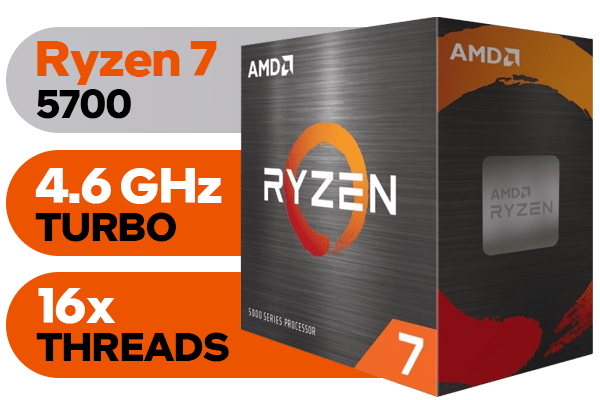 Ryzen 7
5700
4.6 GHz
TURBO
16x
THREADS
AMD
RYZEN
5000 SERIES PROCESSOR
7
AMD
AMD
RYZEN